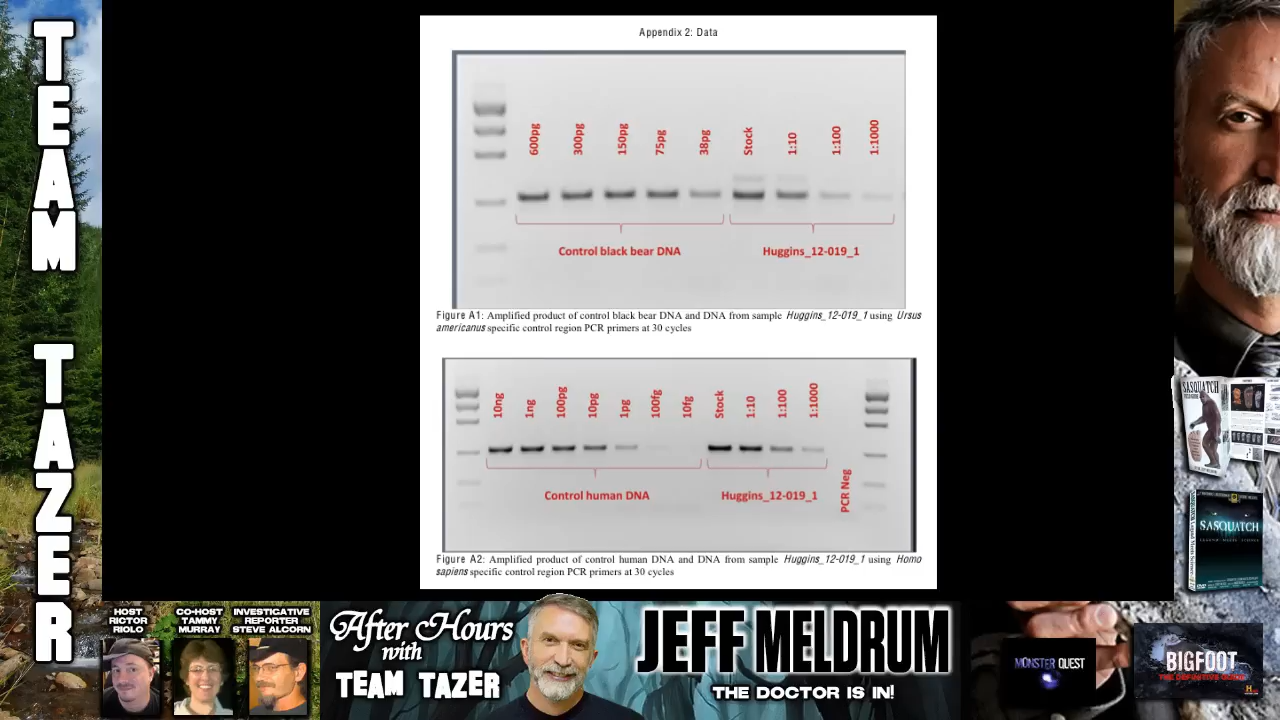 TEAM TAZER
Appendix 2: Data
600pg
300pg
150pg
75pg
38pg
Stock
1:10
1:100
1:1000
Control black bear DNA
Huggins_12-019_1
Figure A1: Amplified product of control black bear DNA and DNA from sample Huggins_12-019_1 using Ursus
americanus specific control region PCR primers at 30 cycles
10ng
1ng
100pg
10pg
1pg
100fg
10fg
Stock
1:10
1:100
1:1000
PCR Neg
Control human DNA
Huggins_12-019_1
Figure A2: Amplified product of control human DNA and DNA from sample Huggins_12-019_1 using Homo
sapiens specific control region PCR primers at 30 cycles
SASQUATCH
SASQUATCH
HOST
RICTOR
RIOLO
CO-HOST
TAMMY
MURRAY
INVESTIGATIVE
REPORTER
STEVE ALCORN
After Hours
with
TEAM TAZER
JEFF MELDRUM
THE DOCTOR IS IN!
MONSTER QUEST
BIGFOOT
THE DEFINITIVE GUIDE
H